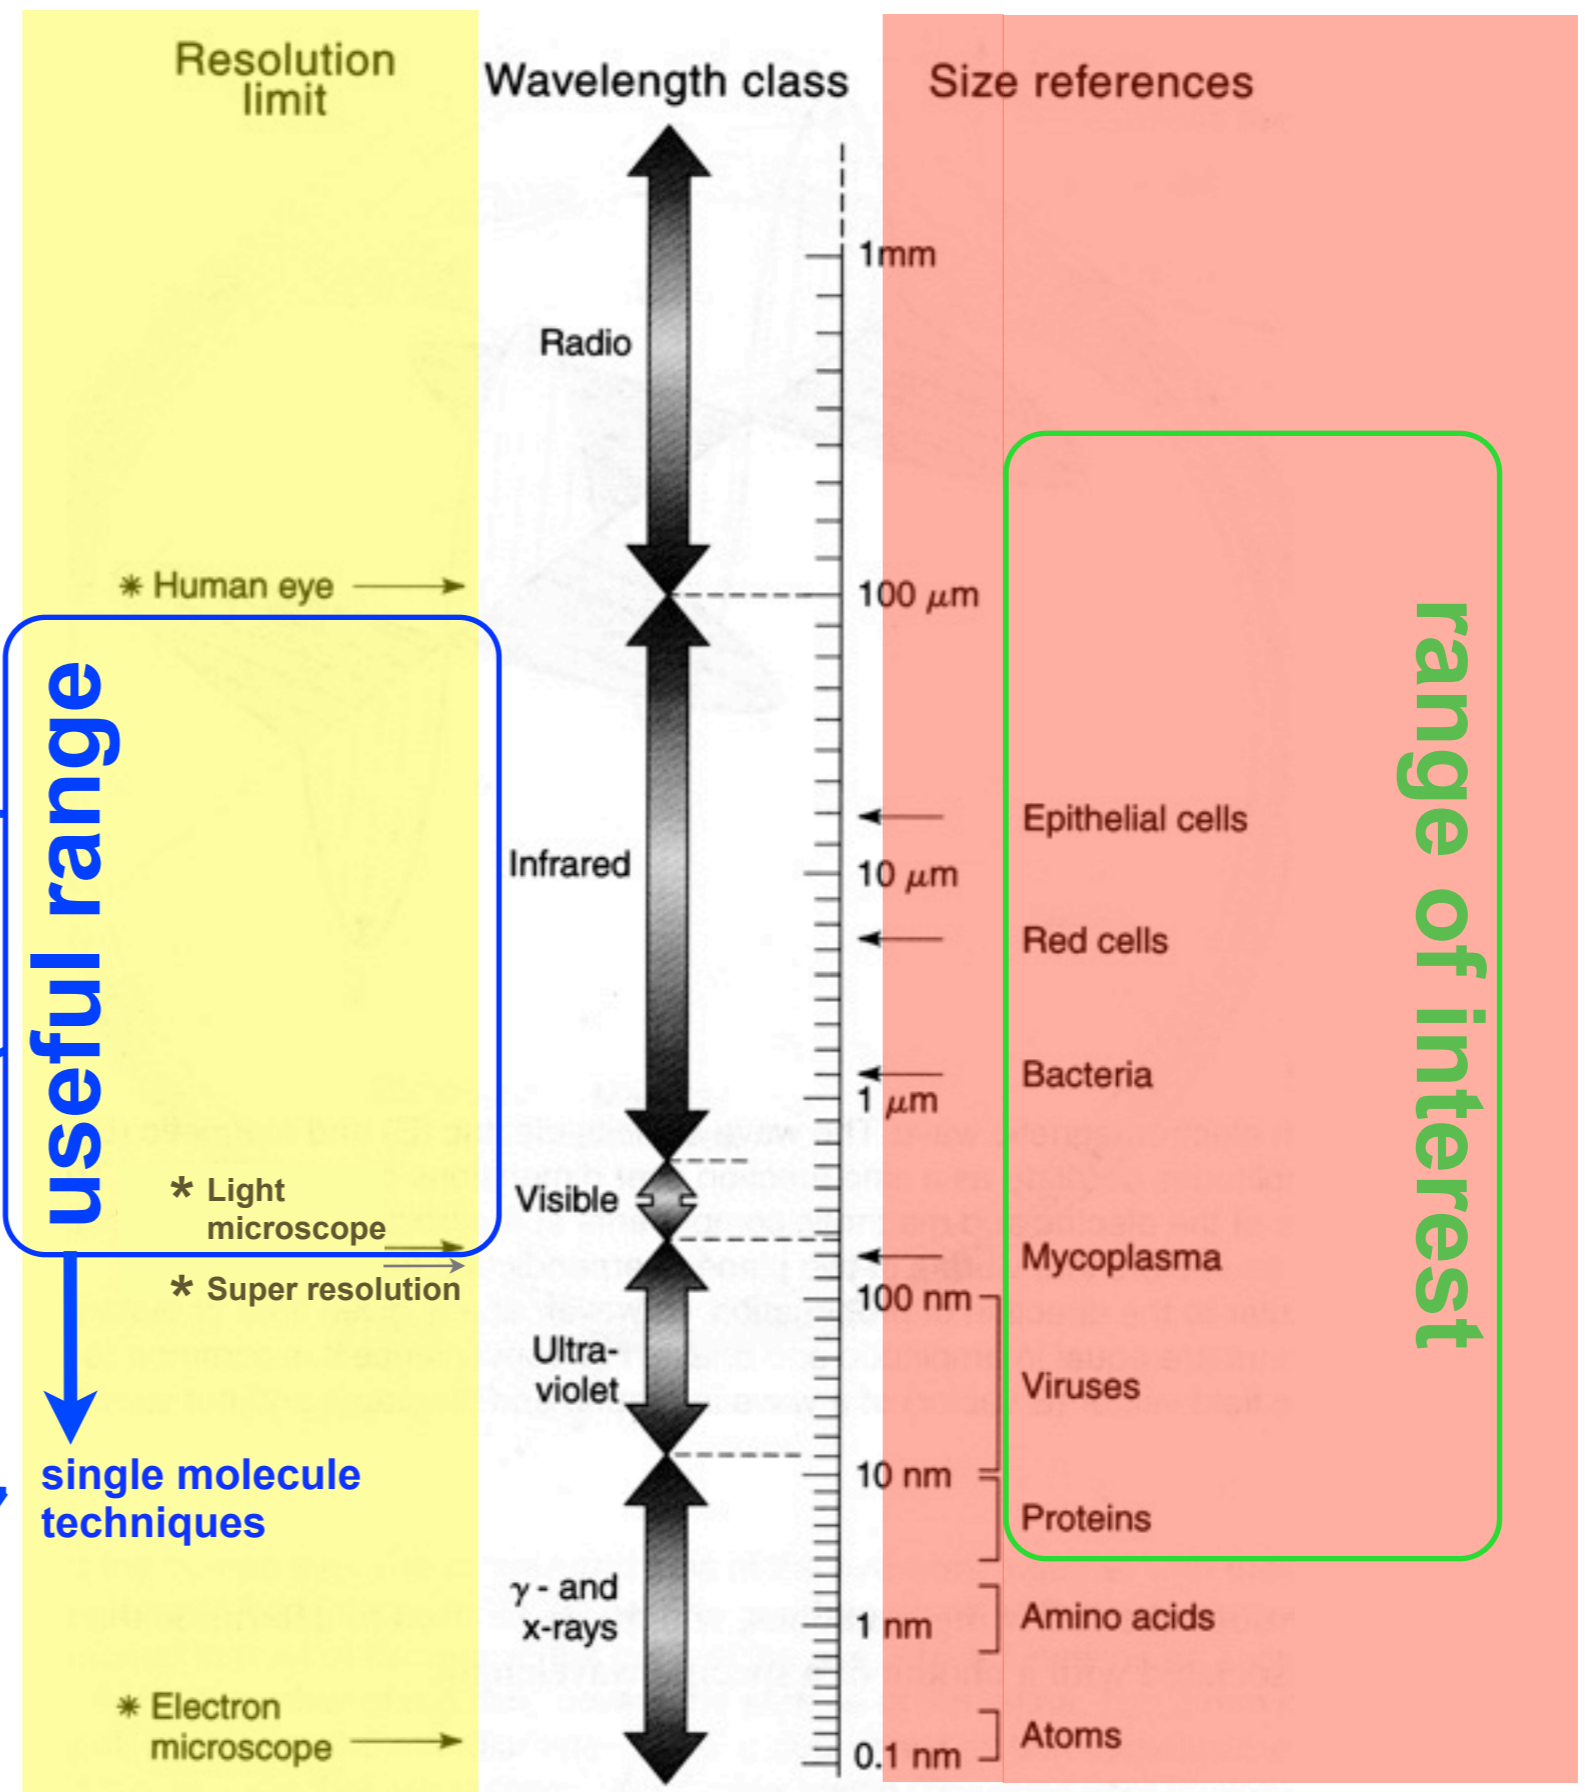 Resolution
limit
Wavelength class
Size references
1mm
Radio
✳ Human eye
100 μm
useful range
range of interest
Epithelial cells
Infrared
10 μm
Red cells
Bacteria
1 μm
* Light
microscope
Visible
Mycoplasma
* Super resolution
100 nm
Ultra-
violet
Viruses
single molecule
techniques
10 nm
Proteins
γ - and
x-rays
1 nm
Amino acids
✳ Electron
microscope
Atoms
0.1 nm